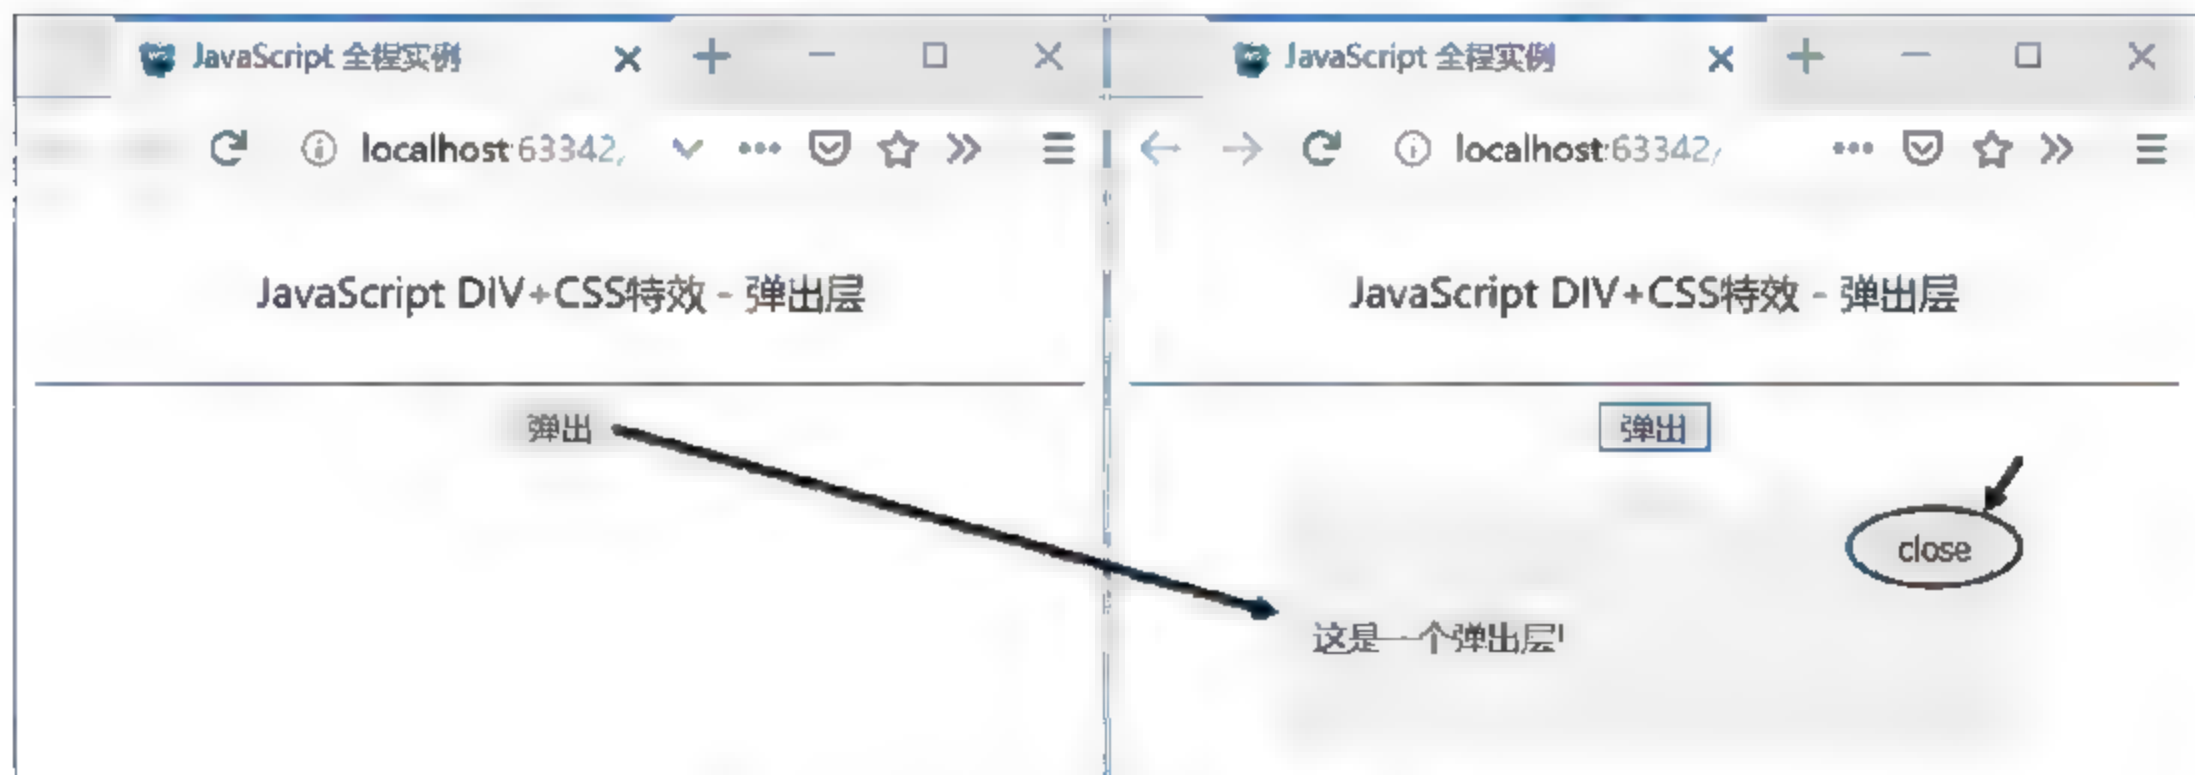 JavaScript 全程实例
localhost:63342/
JavaScript DIV+CSS特效 - 弹出层
弹出
JavaScript 全程实例
localhost:63342/
JavaScript DIV+CSS特效 - 弹出层
弹出
close
这是一个弹出层!